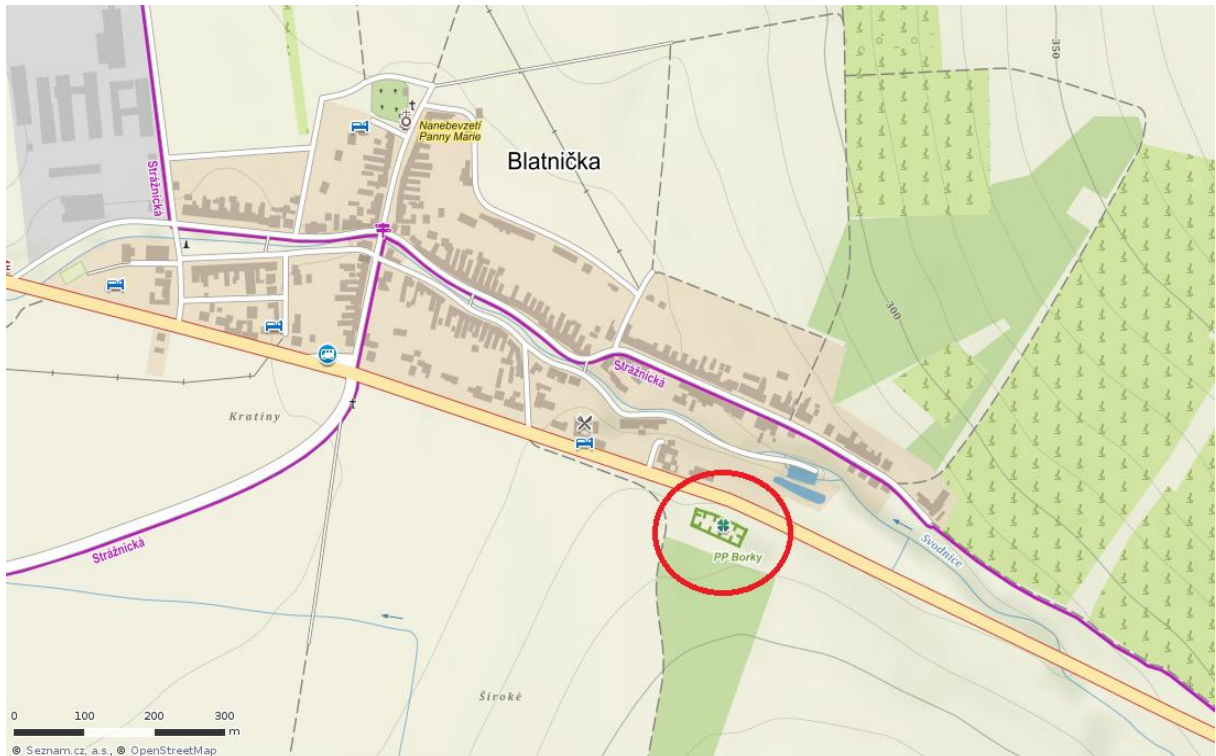 350
Nanebevzetí
Panny Marie
Blatnička
Strážnická
300
Strážnická
Kratiny
Strážnická
Svodnice
PP Borky
Široké
0 100 200 300
m
© Seznam.cz, a.s., © OpenStreetMap